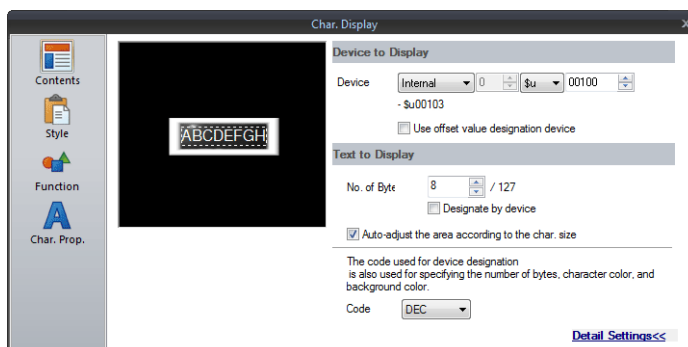 Char. Display
Contents
Style
Function
Char. Prop.
ABCDEFGH
Device to Display
Device Internal 0 $u 00100
- $u00103
Use offset value designation device
Text to Display
No. of Byte 8 / 127
Designate by device
Auto-adjust the area according to the char. size
The code used for device designation
is also used for specifying the number of bytes, character color, and
background color.
Code DEC
Detail Settings<<